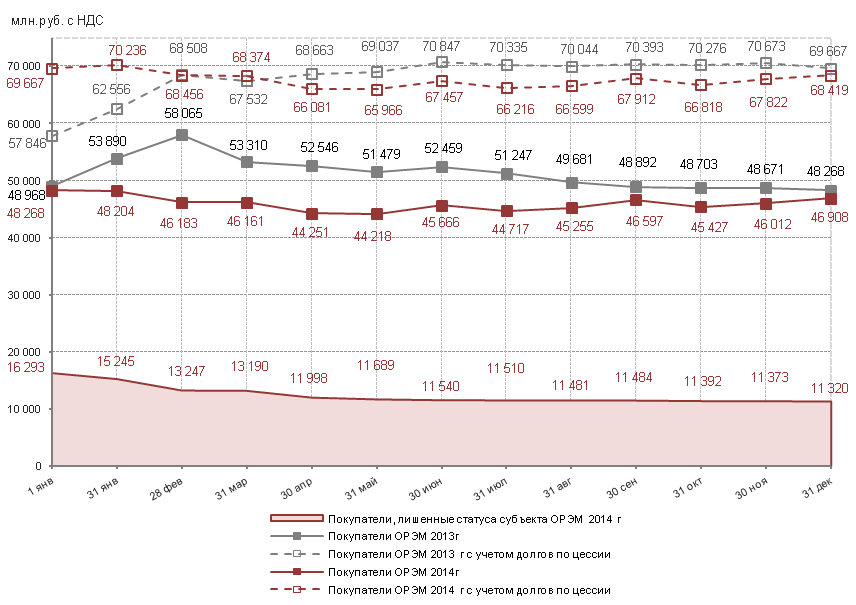 млн.руб. с НДС
70 236 68 508 68 374 68 663 69 037 70 847 70 335 70 044 70 393 70 276 70 673 69 667
70 000
69 667 62 556 68 456 67 532 66 081 65 966 67 457 66 216 66 599 67 912 66 818 67 822 68 419
60 000
57 846 53 890 58 065 53 310 52 546 51 479 52 459 51 247 49 681 48 892 48 703 48 671 48 268
50 000
48 968
48 268 48 204 46 183 46 161 44 251 44 218 45 666 44 717 45 255 46 597 45 427 46 012 46 908
40 000
30 000
20 000
16 293 15 245 13 247 13 190 11 998 11 689 11 540 11 510 11 481 11 484 11 392 11 373 11 320
10 000
0
1 янв 31 янв 28 фев 31 мар 30 апр 31 май 30 июн 31 июл 31 авг 30 сен 31 окт 30 ноя 31 дек
Покупатели, лишенные статуса субъекта ОРЭМ 2014 г
Покупатели ОРЭМ 2013г
Покупатели ОРЭМ 2013 г с учетом долгов по цессии
Покупатели ОРЭМ 2014г
Покупатели ОРЭМ 2014 г с учетом долгов по цессии